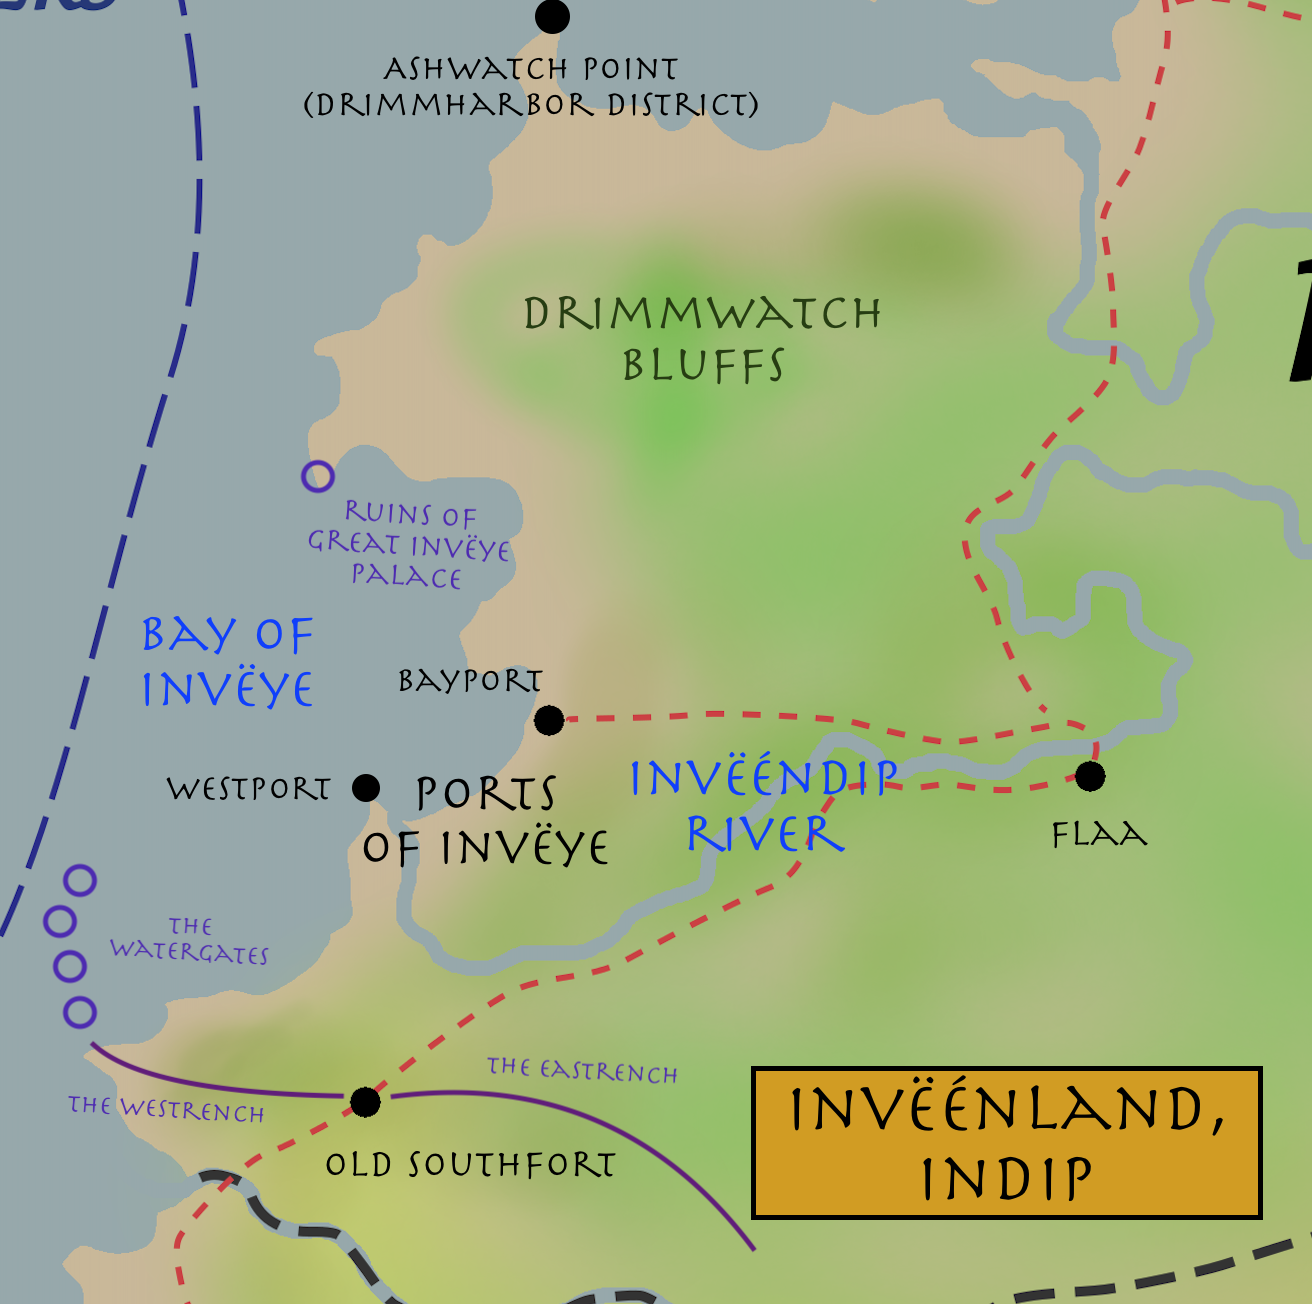 ASHWATCH POINT
(DRIMMHARBOR DISTRICT)
DRIMMWATCH
BLUFFS
RUINS OF
GREAT INVËYE
PALACE
BAY OF
INVËYE
BAYPORT
WESTPORT
PORTS
OF INVËYE
INVËÉNDIP
RIVER
FLAA
THE
WATERGATES
THE EASTRENCH
THE WESTRENCH
OLD SOUTHFORT
INVËÉNLAND,
INDIP